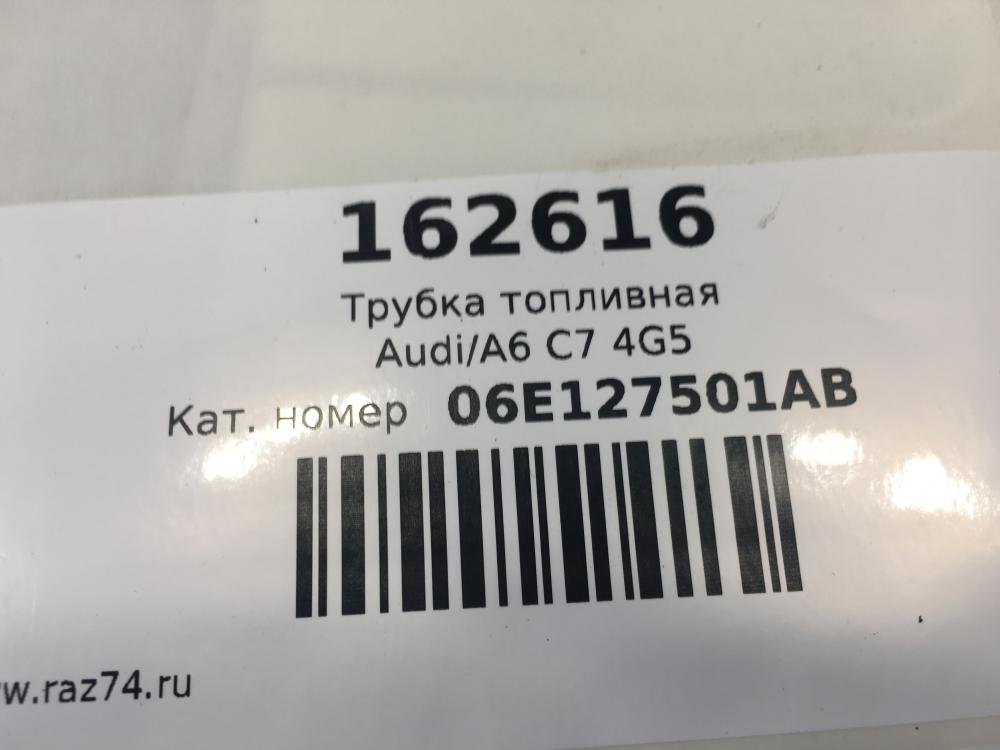 162616
Трубка топливная
Audi/A6 C7 4G5
Кат. номер 06E127501AB
w.raz74.ru